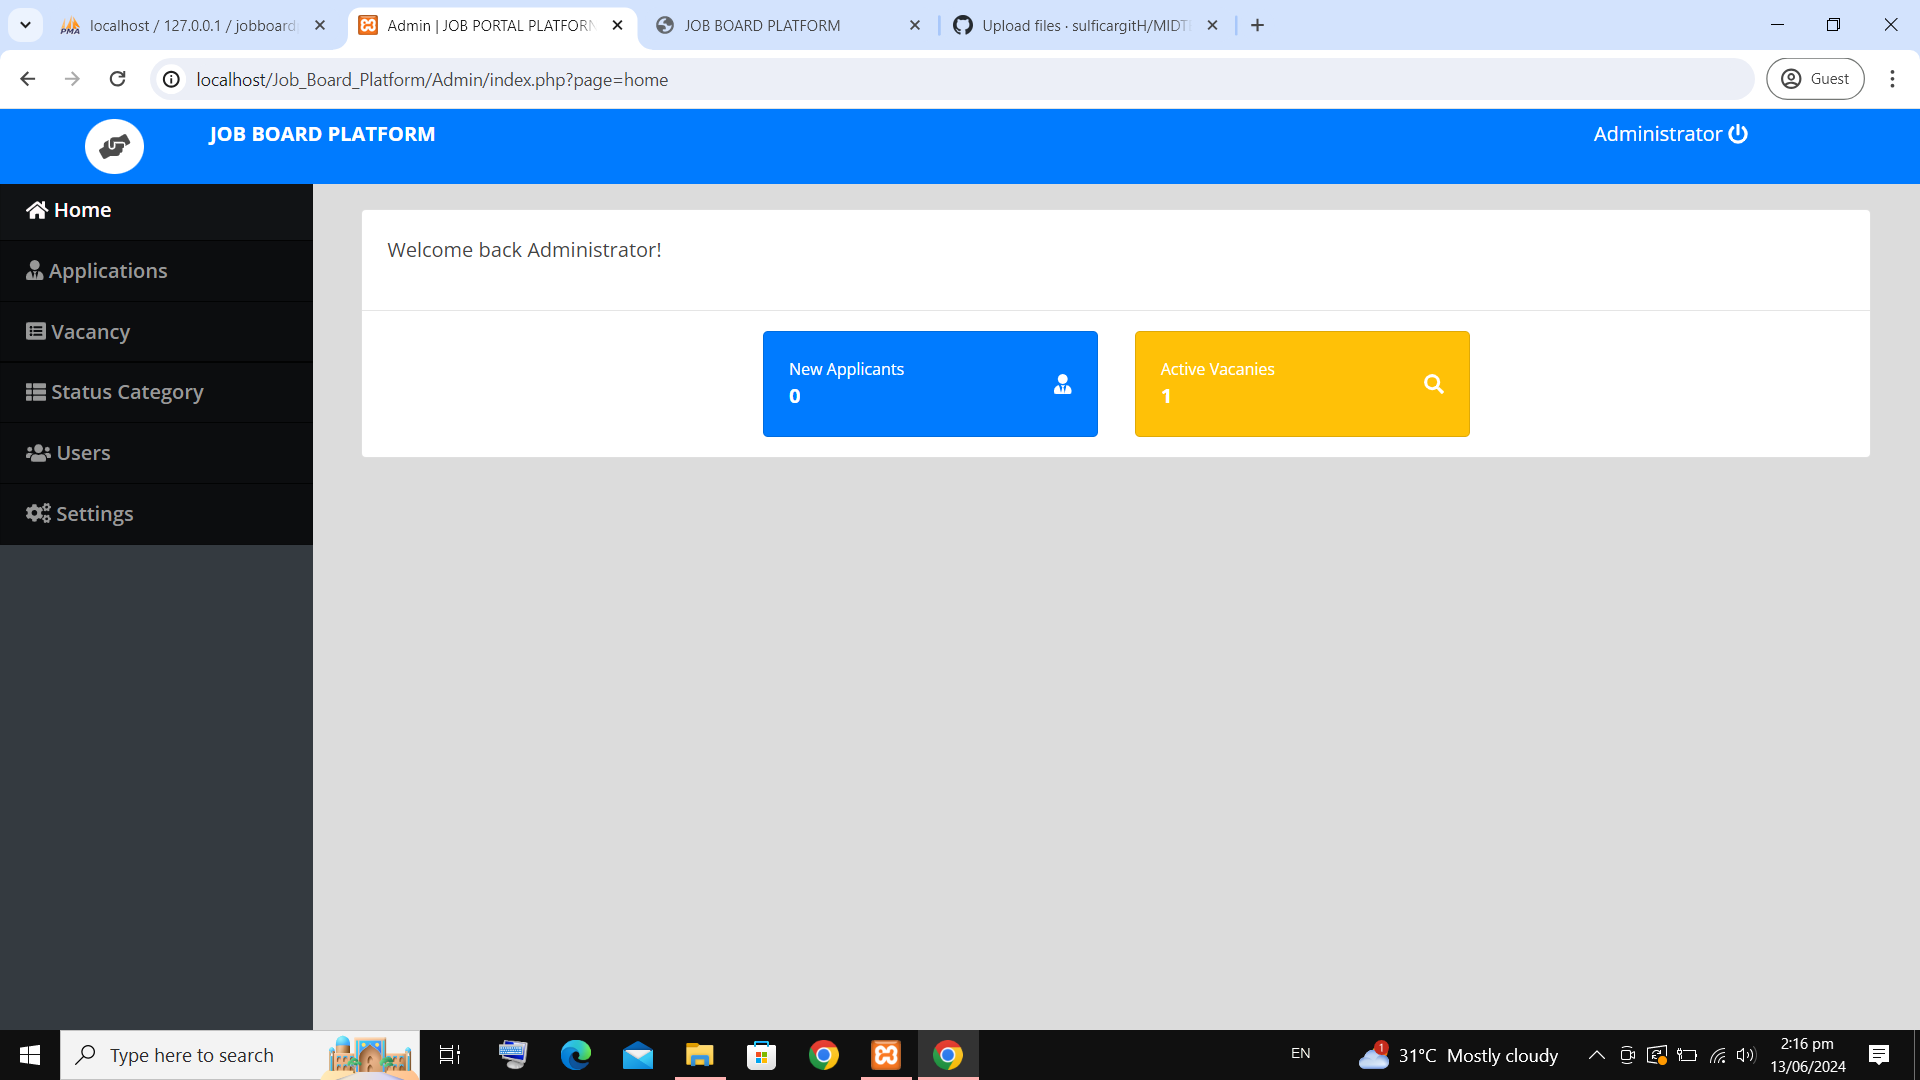 localhost / 127.0.0.1 / jobboard
Admin | JOB PORTAL PLATFORM
JOB BOARD PLATFORM
Upload files · sulficargitH/MIDT
localhost/Job_Board_Platform/Admin/index.php?page=home
Guest
JOB BOARD PLATFORM
Administrator
Home
Applications
Vacancy
Status Category
Users
Settings
Welcome back Administrator!
New Applicants
0
Active Vacanies
1
Type here to search
EN
1
31°C Mostly cloudy
2:16 pm
13/06/2024